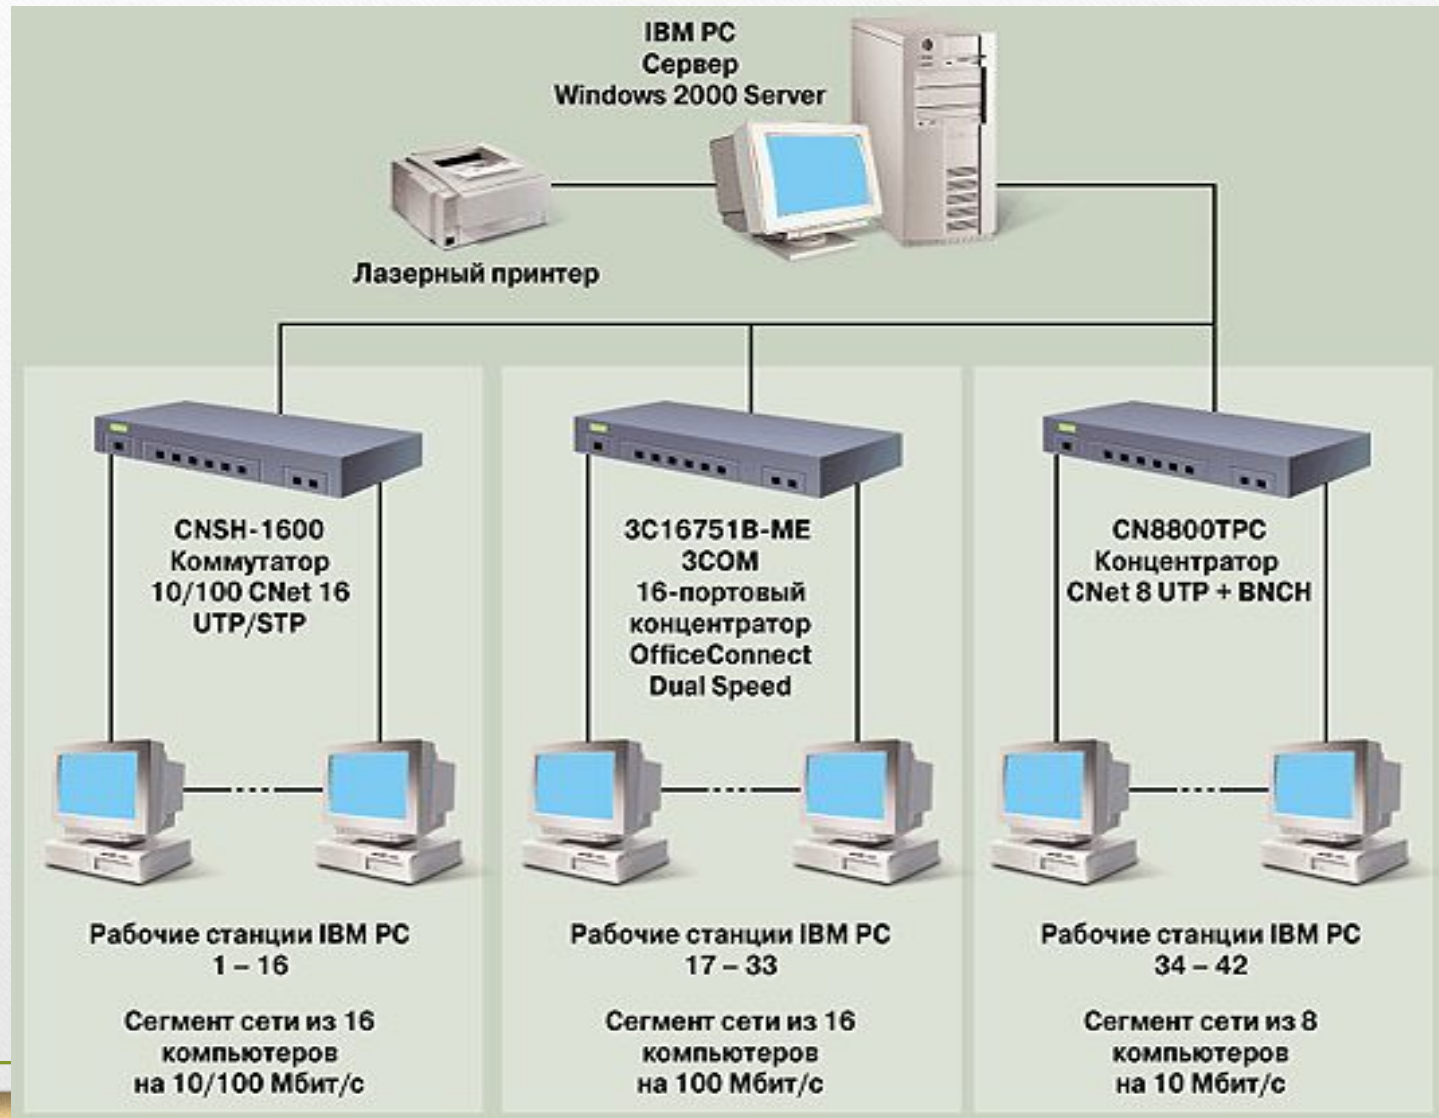 IBM PC
Сервер
Windows 2000 Server
Лазерный принтер
CNSH-1600
Коммутатор
10/100 CNet 16
UTP/STP
3C16751B-ME
3COM
16-портовый
концентратор
OfficeConnect
Dual Speed
CN8800TPC
Концентратор
CNet 8 UTP + BNCH
Рабочие станции IBM PC
1 – 16
Сегмент сети из 16
компьютеров
на 10/100 Мбит/с
Рабочие станции IBM PC
17 – 33
Сегмент сети из 16
компьютеров
на 100 Мбит/с
Рабочие станции IBM PC
34 – 42
Сегмент сети из 8
компьютеров
на 10 Мбит/с